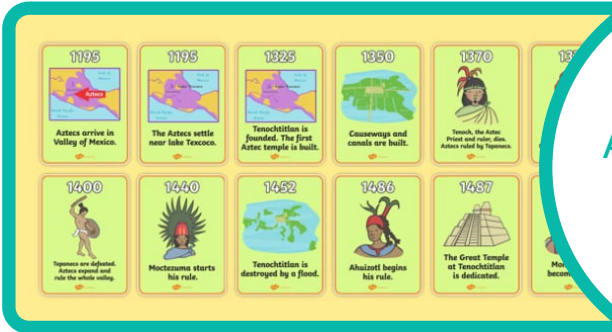 1195
Aztecs
Aztecs arrive in
Valley of Mexico.
1195
The Aztecs settle
near lake Texcoco.
1325
Tenochtitlan is
founded. The first
Aztec temple is built.
1350
Causeways and
canals are built.
1370
Tenoch, the Aztec
Priest and ruler, dies.
Aztecs ruled by Tepanecs.
1400
Tepanecs are defeated.
Aztecs expand and
rule the whole valley.
1440
Moctezuma starts
his rule.
1452
Tenochtitlan is
destroyed by a flood.
1486
Ahuizotl begins
his rule.
1487
The Great Temple
at Tenochtitlan
is dedicated.